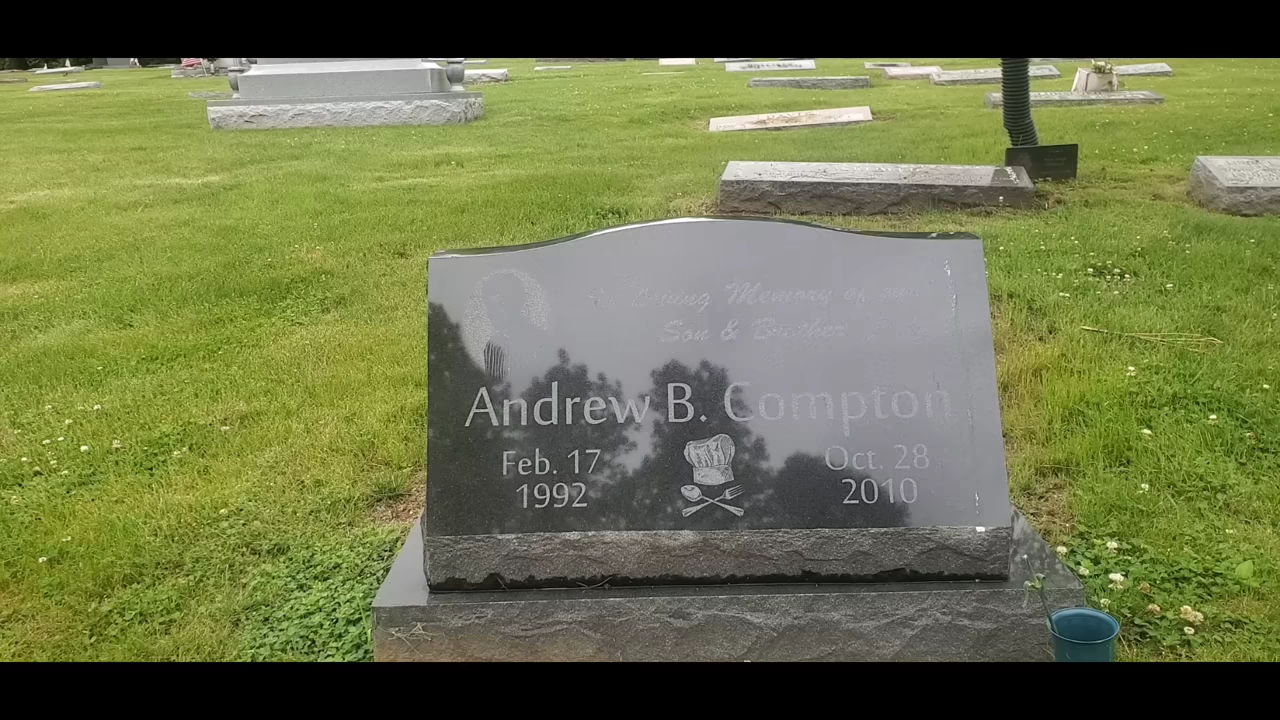 In Loving Memory of our
Son & Brother
Andrew B. Compton
Feb. 17
1992
Oct. 28
2010